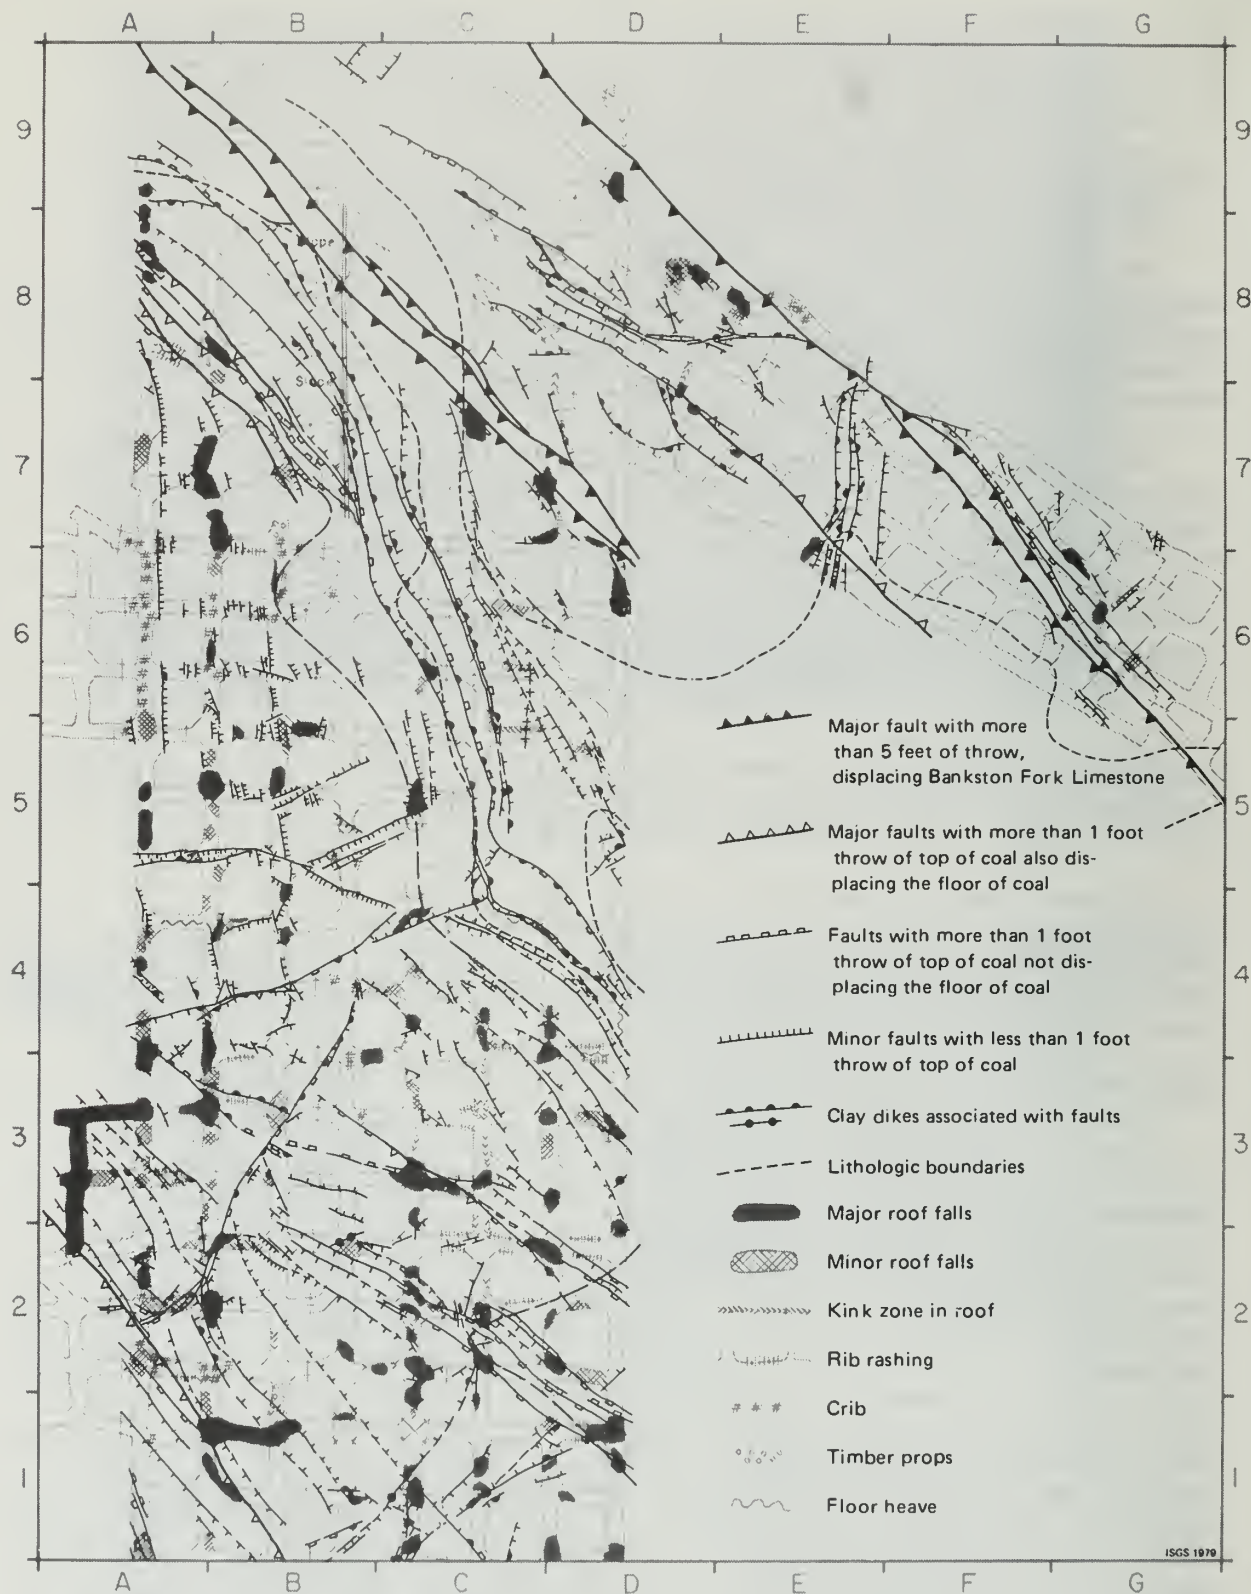 A B C D E F G
9 9
8 8
7 7
6 6
5 5
4 4
3 3
2 2
1 1
Slope
Slope
Major fault with more
than 5 feet of throw,
displacing Bankston Fork Limestone
Major faults with more than 1 foot
throw of top of coal also dis-
placing the floor of coal
Faults with more than 1 foot
throw of top of coal not dis-
placing the floor of coal
Minor faults with less than 1 foot
throw of top of coal
Clay dikes associated with faults
Lithologic boundaries
Major roof falls
Minor roof falls
Kink zone in roof
Rib rashing
Crib
Timber props
Floor heave
ISGS 1979
A B C D E F G